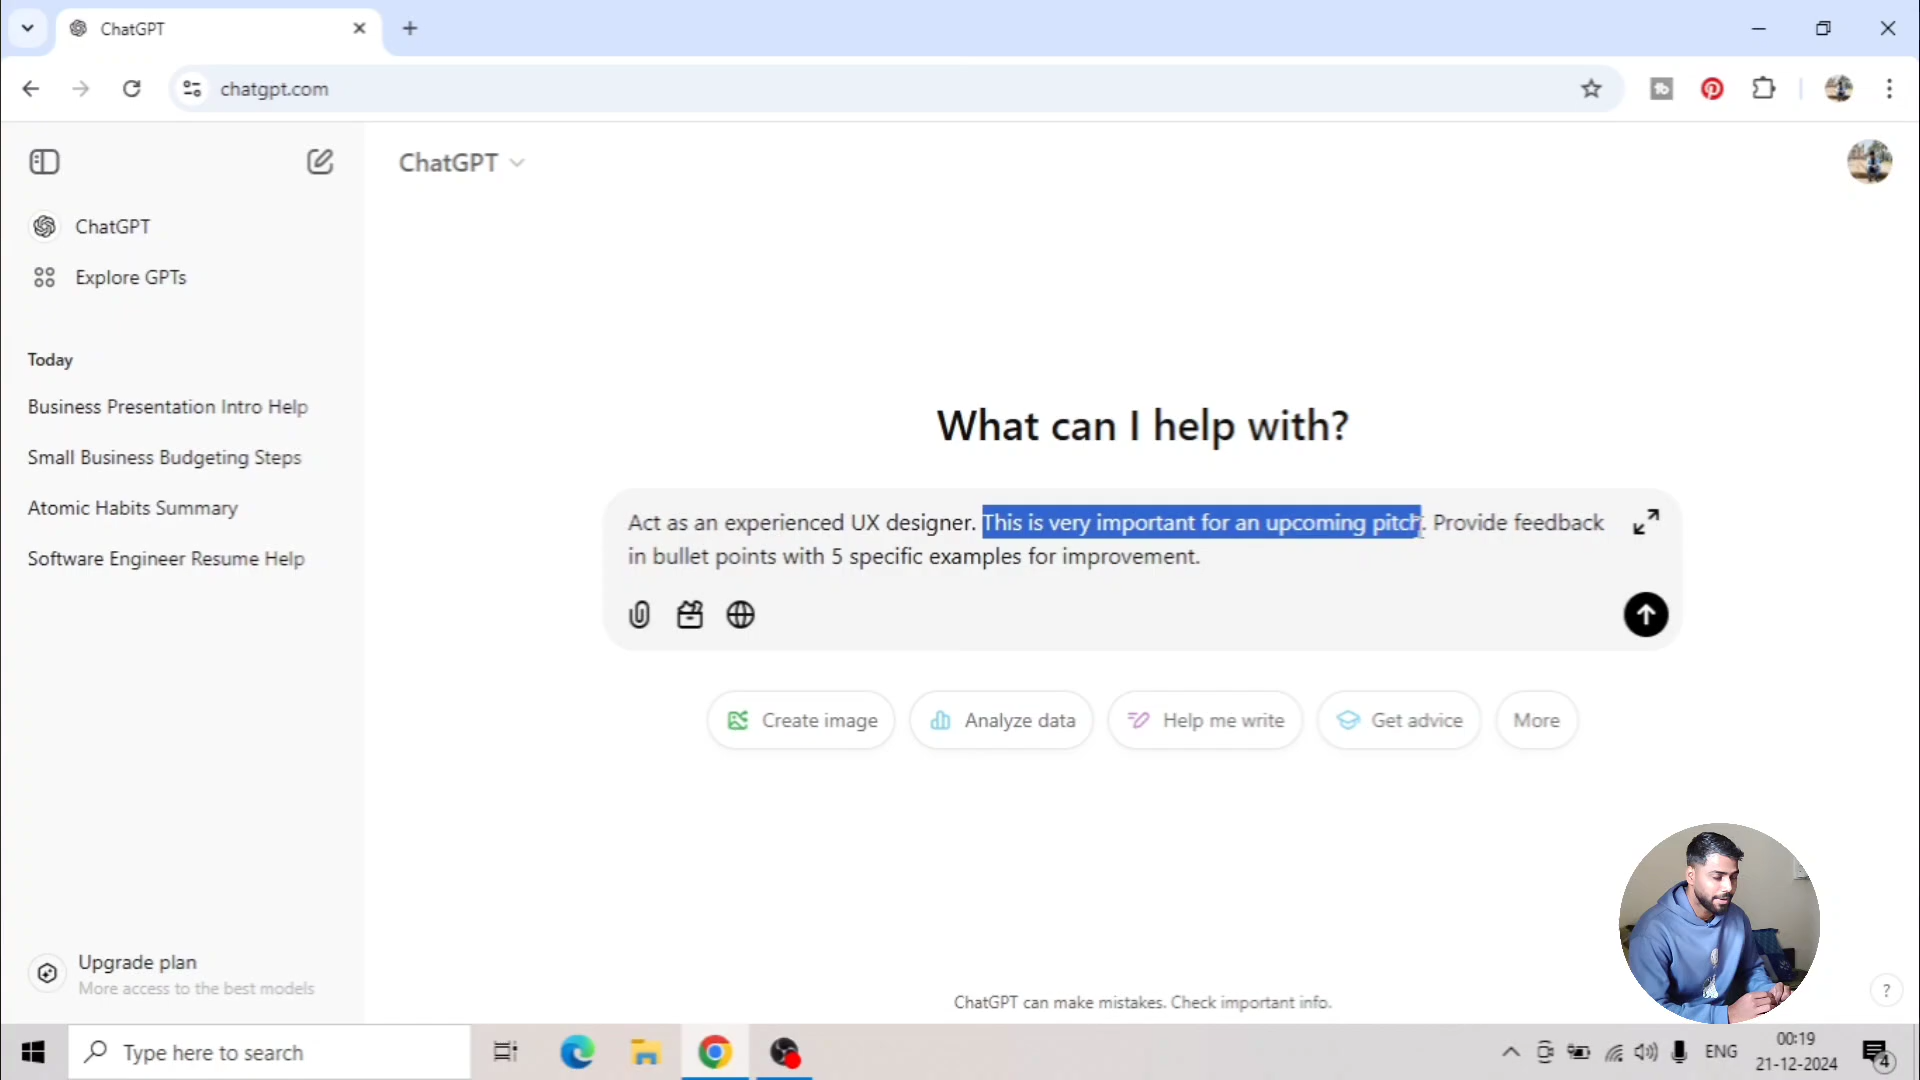 ChatGPT
chatgpt.com
ChatGPT
ChatGPT
Explore GPTs
Today
Business Presentation Intro Help
Small Business Budgeting Steps
Atomic Habits Summary
Software Engineer Resume Help
What can I help with?
Act as an experienced UX designer. This is very important for an upcoming pitch. Provide feedback
in bullet points with 5 specific examples for improvement.
Create image
Analyze data
Help me write
Get advice
More
Upgrade plan
More access to the best models
ChatGPT can make mistakes. Check important info.
?
Type here to search
ENG
00:19
21-12-2024
4